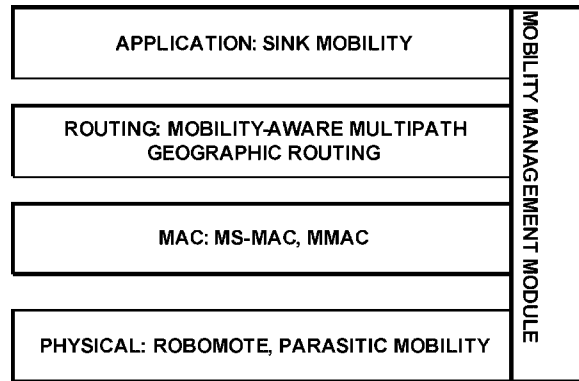 APPLICATION: SINK MOBILITY
ROUTING: MOBILITY-AWARE MULTIPATH
GEOGRAPHIC ROUTING
MAC: MS-MAC, MMAC
PHYSICAL: ROBOMOTE, PARASITIC MOBILITY
MOBILITY MANAGEMENT MODULE